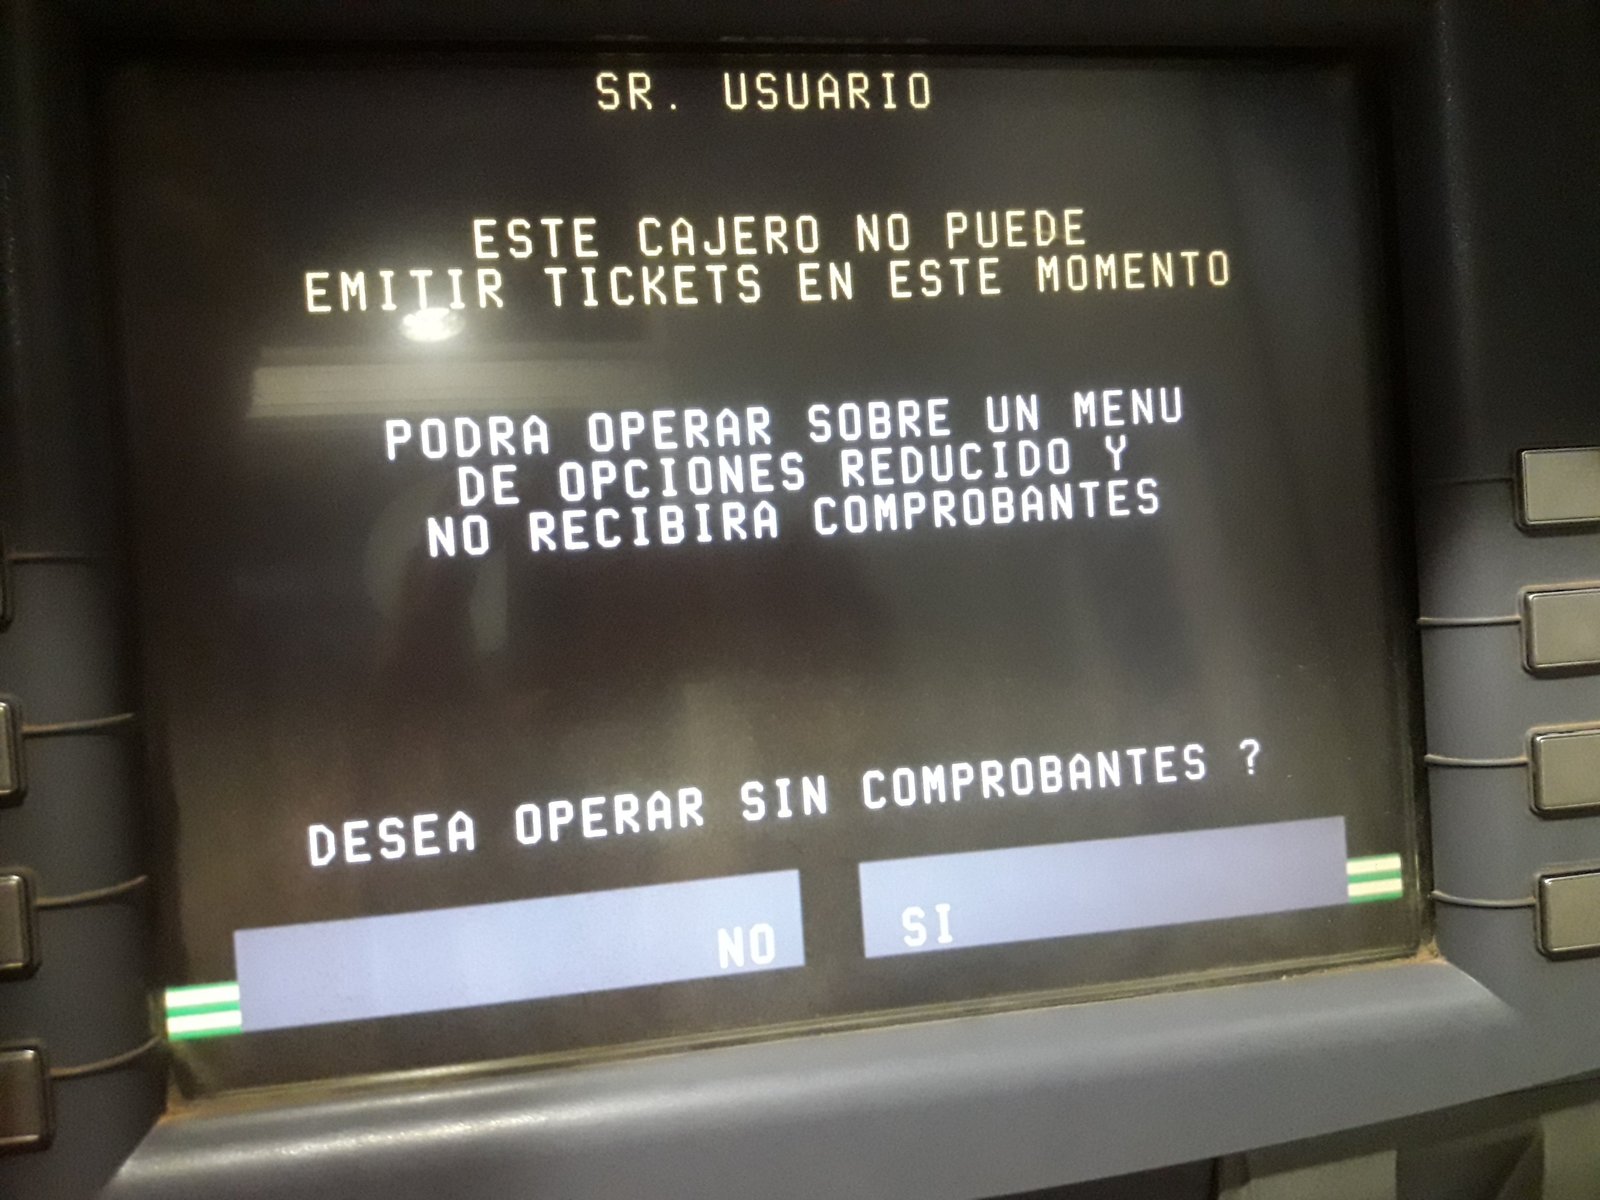 SR. USUARIO
ESTE CAJERO NO PUEDE
EMITIR TICKETS EN ESTE MOMENTO
PODRA OPERAR SOBRE UN MENU
DE OPCIONES REDUCIDO Y
NO RECIBIRA COMPROBANTES
DESEA OPERAR SIN COMPROBANTES ?
NO
SI